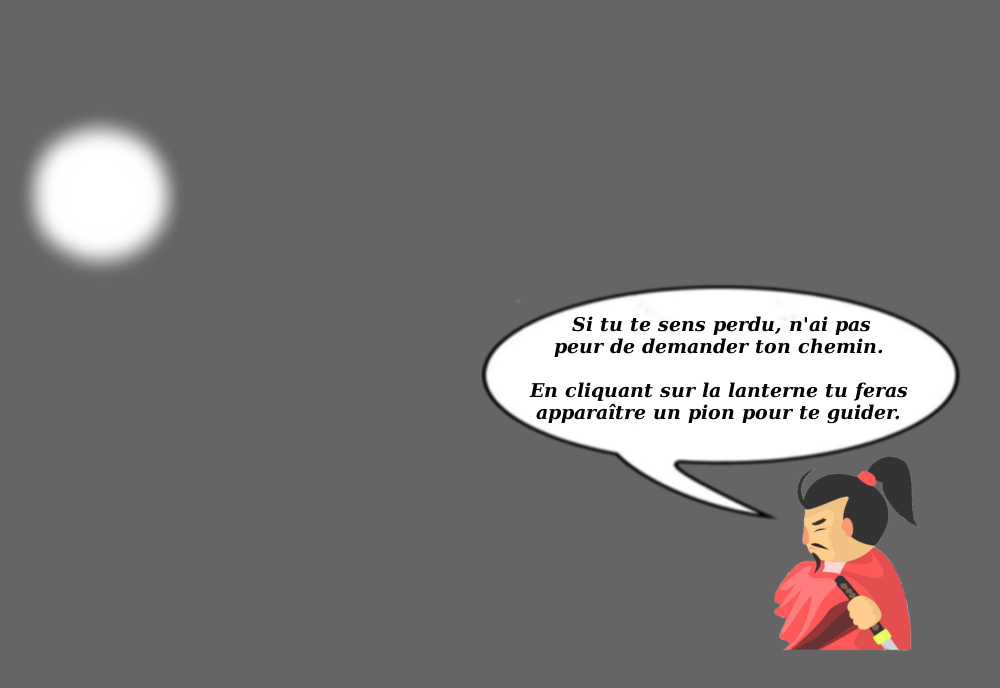 Si tu te sens perdu, n'ai pas
peur de demander ton chemin.
En cliquant sur la lanterne tu feras
apparaître un pion pour te guider.